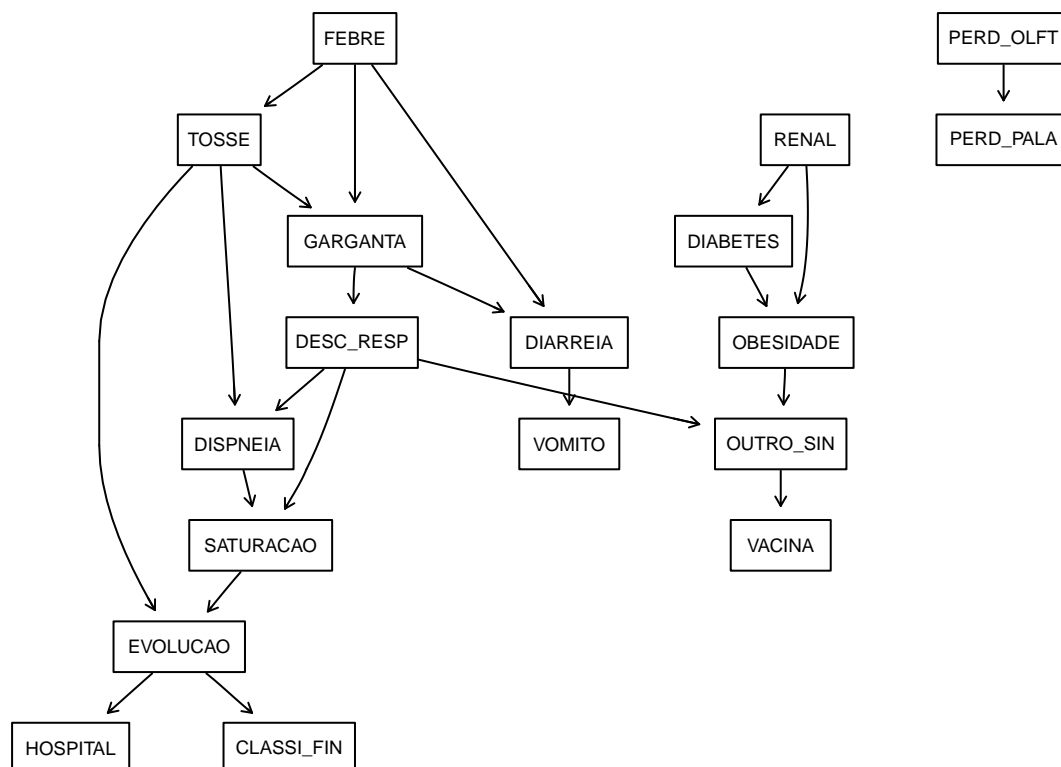 FEBRE
PERD_OLFT
TOSSE
RENAL
PERD_PALA
GARGANTA
DIABETES
DESC_RESP
DIARREIA
OBESIDADE
DISPNEIA
VOMITO
OUTRO_SIN
SATURACAO
VACINA
EVOLUCAO
HOSPITAL
CLASSI_FIN